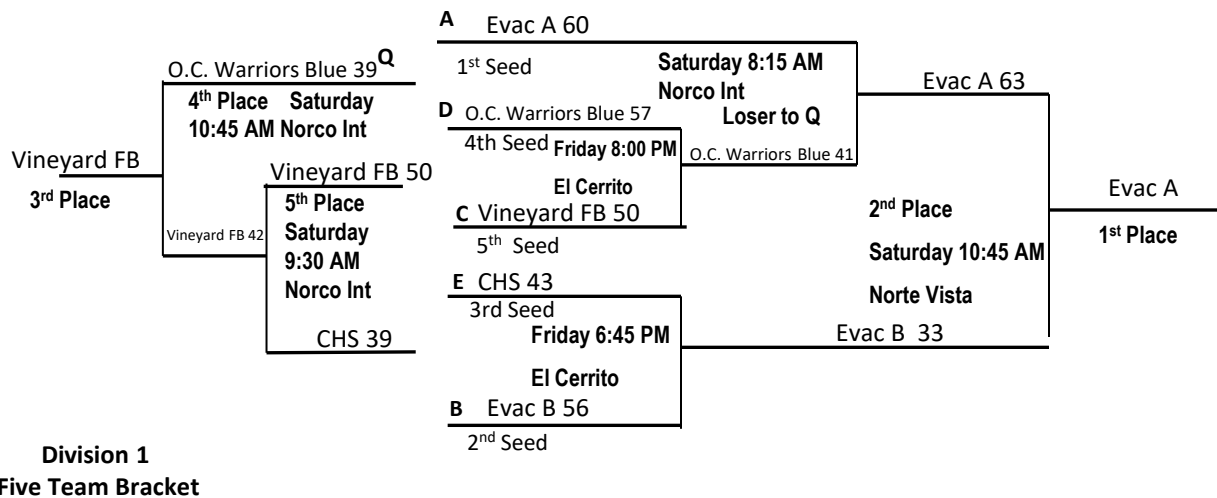 A Evac A 60
1st Seed
Saturday 8:15 AM
Norco Int
Loser to Q
O.C. Warriors Blue 39 Q
4th Place Saturday
10:45 AM Norco Int
Evac A 63
D O.C. Warriors Blue 57
4th Seed Friday 8:00 PM
El Cerrito
O.C. Warriors Blue 41
Vineyard FB
3rd Place
Vineyard FB 50
5th Place
Saturday
9:30 AM
Norco Int
Vineyard FB 42
CHS 39
C Vineyard FB 50
5th Seed
2nd Place
Saturday 10:45 AM
Norte Vista
Evac A
1st Place
E CHS 43
3rd Seed
Friday 6:45 PM
El Cerrito
Evac B 33
B Evac B 56
2nd Seed
Division 1
Five Team Bracket